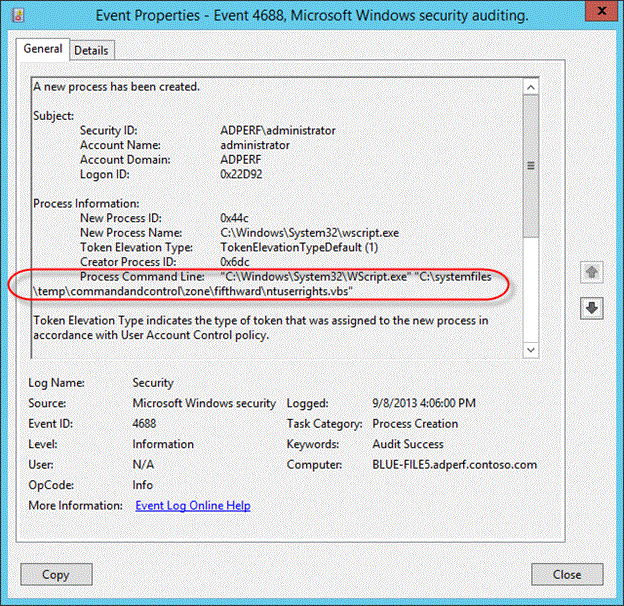 Event Properties - Event 4688, Microsoft Windows security auditing.
X
General
Details
A new process has been created.
Subject:
Security ID: ADPERF\administrator
Account Name: administrator
Account Domain: ADPERF
Logon ID: 0x22D92
Process Information:
New Process ID: 0x44c
New Process Name: C:\Windows\System32\wscript.exe
Token Elevation Type: TokenElevationTypeDefault (1)
Creator Process ID: 0x6dc
Process Command Line: "C:\Windows\System32\WScript.exe" "C:\systemfiles
\temp\commandandcontrol\zone\fifthward\ntuserrights.vbs"
Token Elevation Type indicates the type of token that was assigned to the new process in
accordance with User Account Control policy.
Log Name: Security
Source: Microsoft Windows security Logged: 9/8/2013 4:06:00 PM
Event ID: 4688 Task Category: Process Creation
Level: Information Keywords: Audit Success
User: N/A Computer: BLUE-FILE5.adperf.contoso.com
OpCode: Info
More Information: Event Log Online Help
Copy
Close